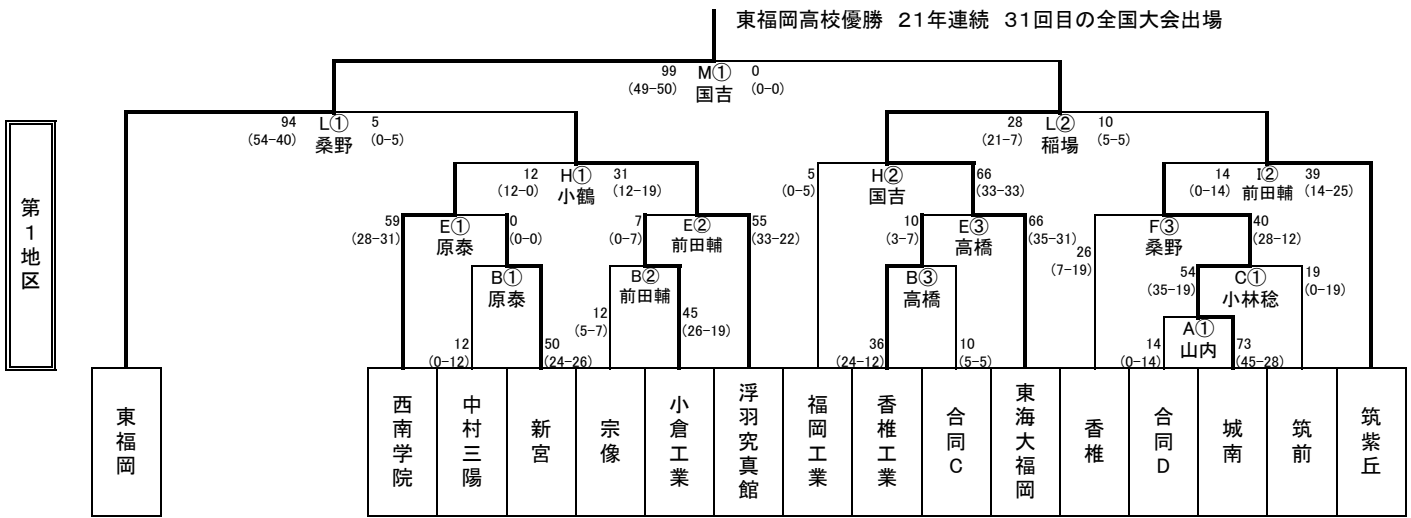 東福岡高校優勝 21年連続 31回目の全国大会出場
99 M① 0
(49-50) 国吉 (0-0)
94 L① 5
(54-40) 桑野 (0-5)
28 L② 10
(21-7) 稲場 (5-5)
12 H① 31
(12-0) 小鶴 (12-19)
5 H② 66
(0-5) 国吉 (33-33)
14 I② 39
(0-14) 前田輔 (14-25)
59 E① 0
(28-31) 原泰 (0-0)
7 E② 55
(0-7) 前田輔 (33-22)
10 E③ 66
(3-7) 高橋 (35-31)
26 F③ 40
(7-19) 桑野 (28-12)
B①
原泰
B②
前田輔
B③
高橋
54 C① 19
(35-19) 小林稔 (0-19)
12 45
(5-7) (26-19)
A①
山内
12 50
(0-12) (24-26)
36 10
(24-12) (5-5)
14 73
(0-14) (45-28)
第1地区
東福岡
西南学院
中村三陽
新宮
宗像
小倉工業
浮羽究真館
福岡工業
香椎工業
合同C
東海大福岡
香椎
合同D
城南
筑前
筑紫丘